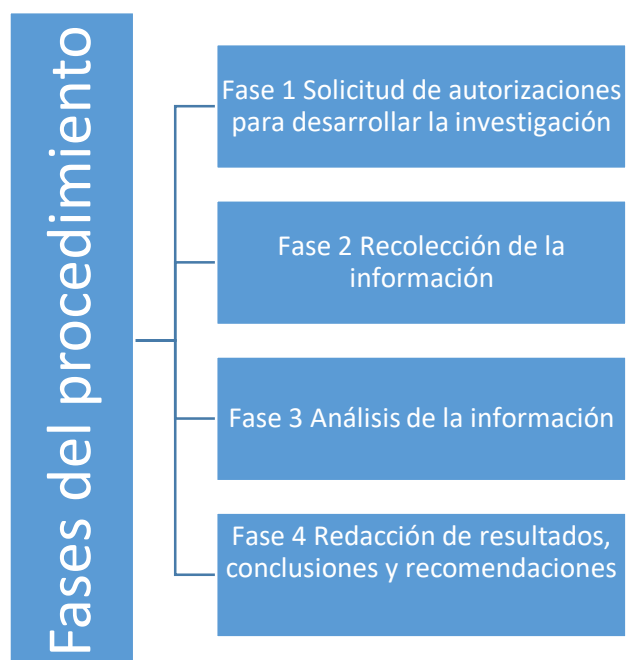 Fases del procedimiento
Fase 1 Solicitud de autorizaciones
para desarrollar la investigación
Fase 2 Recolección de la
información
Fase 3 Análisis de la información
Fase 4 Redacción de resultados,
conclusiones y recomendaciones